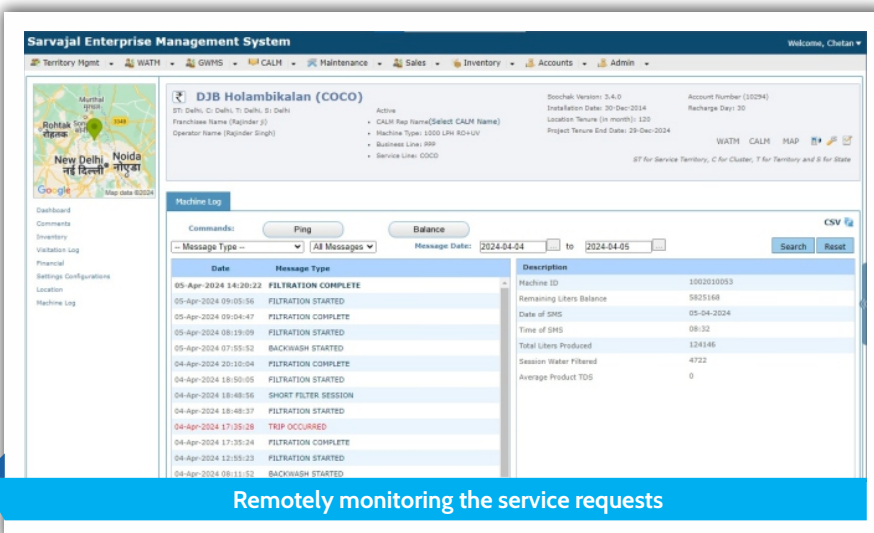 Sarvajal Enterprise Management System
Welcome, Chetan
Territory Mgmt WATM GWMS CALM Maintenance Sales Inventory Accounts Admin
Murthal
मुरथल
Rohtak
रोहतक
New Delhi
नई दिल्ली
Noida
नोएडा
Google
Map data ©2024
Dashboard
Comments
Inventory
Visitation Log
Financial
Settings Configurations
Location
Machine Log
₹ DJB Holambikalan (COCO)
ST: Delhi, C: Delhi, T: Delhi, S: Delhi
Franchisee Name (Rajinder ji)
Operator Name (Rajinder Singh)
Active
CALM Rep Name(Select CALM Name)
Machine Type: 1000 LPH RO+UV
Business Line: PPP
Service Line: COCO
Soochak Version: 3.4.0
Installation Date: 30-Dec-2014
Location Tenure (in month): 120
Project Tenure End Date: 28-Dec-2024
Account Number (10294)
Recharge Day: 30
WATM CALM MAP
ST for Service Territory, C for Cluster, T for Territory and S for State
Machine Log
CSV
Commands: Ping Balance
-- Message Type -- All Messages Message Date: 2024-04-04 ... to 2024-04-05 ... Search Reset
Date Message Type
05-Apr-2024 14:20:22 FILTRATION COMPLETE
05-Apr-2024 09:05:56 FILTRATION STARTED
05-Apr-2024 09:04:47 FILTRATION COMPLETE
05-Apr-2024 08:19:09 FILTRATION STARTED
05-Apr-2024 07:55:52 BACKWASH STARTED
04-Apr-2024 20:10:04 FILTRATION COMPLETE
04-Apr-2024 18:50:05 FILTRATION STARTED
04-Apr-2024 18:48:56 SHORT FILTER SESSION
04-Apr-2024 18:48:37 FILTRATION STARTED
04-Apr-2024 17:35:28 TRIP OCCURRED
04-Apr-2024 17:35:24 FILTRATION COMPLETE
04-Apr-2024 12:55:23 FILTRATION STARTED
04-Apr-2024 08:11:52 BACKWASH STARTED
Description
Machine ID 1002010053
Remaining Liters Balance 5825168
Date of SMS 05-04-2024
Time of SMS 08:32
Total Liters Produced 124146
Session Water Filtered 4722
Average Product TDS 0
Remotely monitoring the service requests